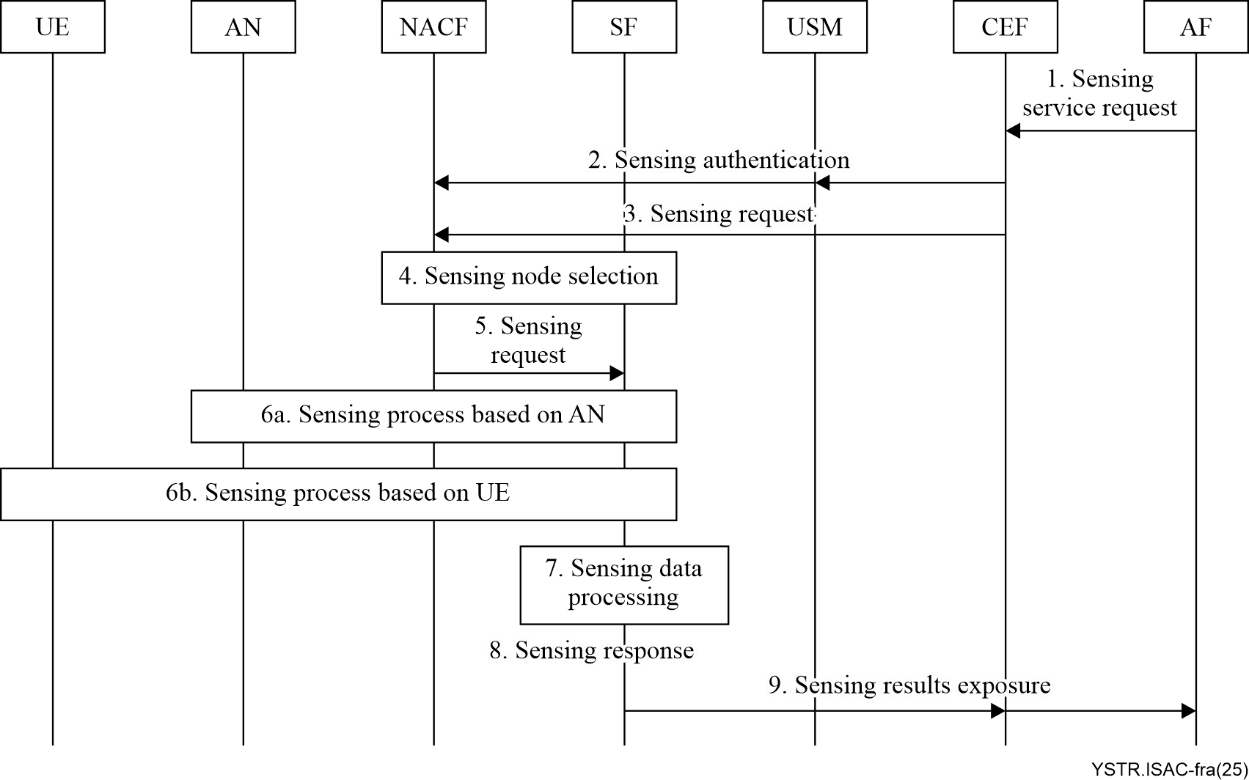 UE AN NACF SF USM CEF AF
1. Sensing
service request
2. Sensing authentication
3. Sensing request
4. Sensing node selection
5. Sensing
request
6a. Sensing process based on AN
6b. Sensing process based on UE
7. Sensing data
processing
8. Sensing response
9. Sensing results exposure
YSTR.ISAC-fra(25)